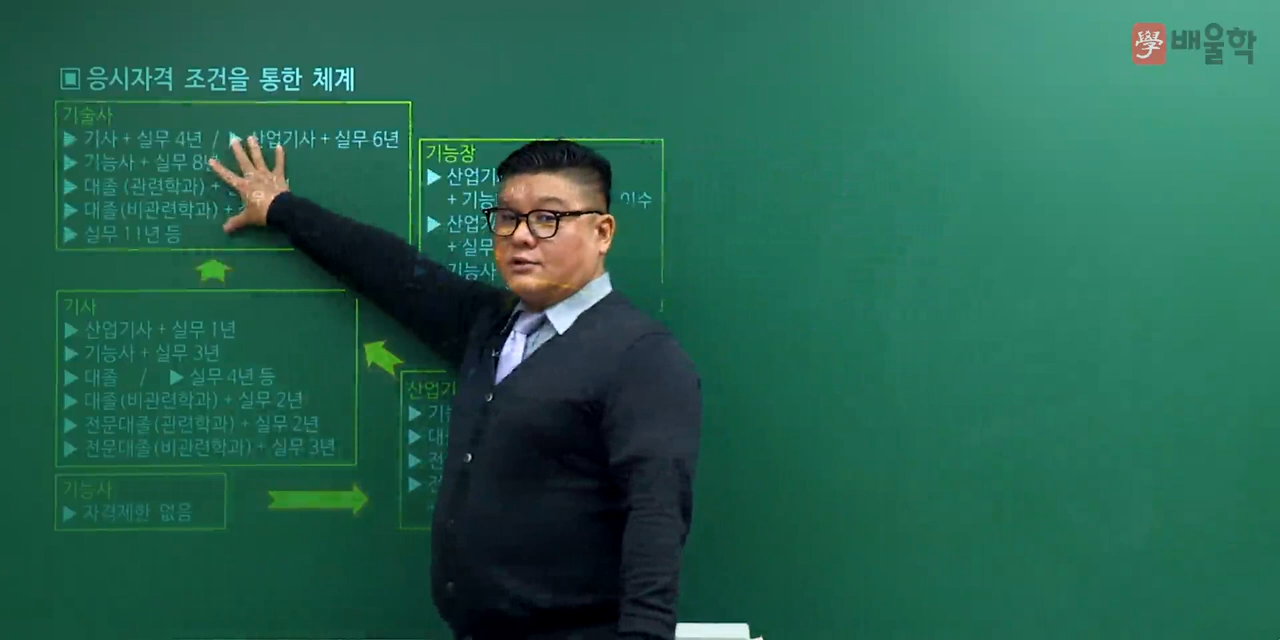 學 배울학
▣ 응시자격 조건을 통한 체계
기술사
▶ 기사 + 실무 4년 / ▶ 산업기사 + 실무 6년
▶ 기능사 + 실무 8년
▶ 대졸 (관련학과) +
▶ 대졸 (비관련학과) +
▶ 실무 11년 등
기능장
▶ 산업기
+ 기능 이수
▶ 산업기
+ 실무
기능사
기사
▶ 산업기사 + 실무 1년
▶ 기능사 + 실무 3년
▶ 대졸 / ▶ 실무 4년 등
▶ 대졸 (비관련학과) + 실무 2년
▶ 전문대졸 (관련학과) + 실무 2년
▶ 전문대졸 (비관련학과) + 실무 3년
산업기
▶ 기능
▶ 대
▶ 전
▶ 전
기능사
▶ 자격제한 없음